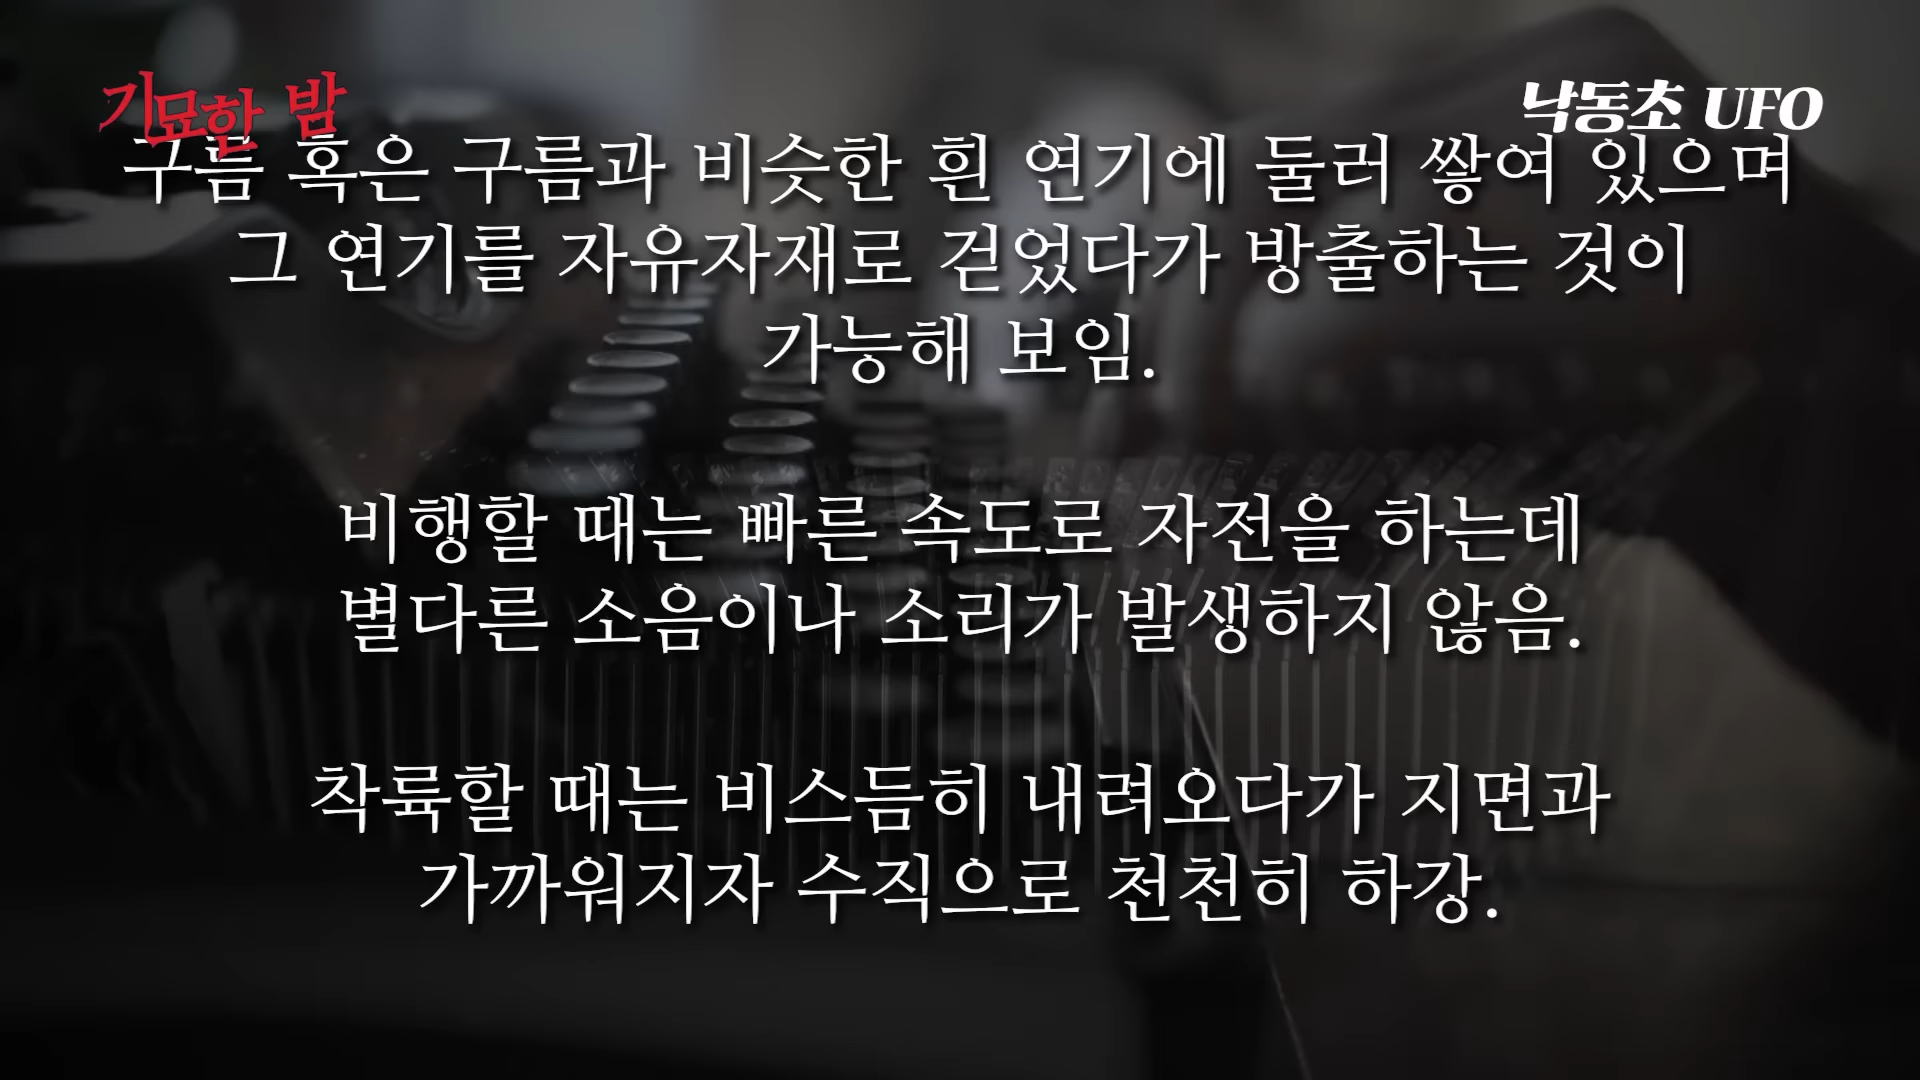 기묘한 밤
낙동초 UFO
구름 혹은 구름과 비슷한 흰 연기에 둘러 쌓여 있으며
그 연기를 자유자재로 걷었다가 방출하는 것이
가능해 보임.
비행할 때는 빠른 속도로 자전을 하는데
별다른 소음이나 소리가 발생하지 않음.
착륙할 때는 비스듬히 내려오다가 지면과
가까워지자 수직으로 천천히 하강.